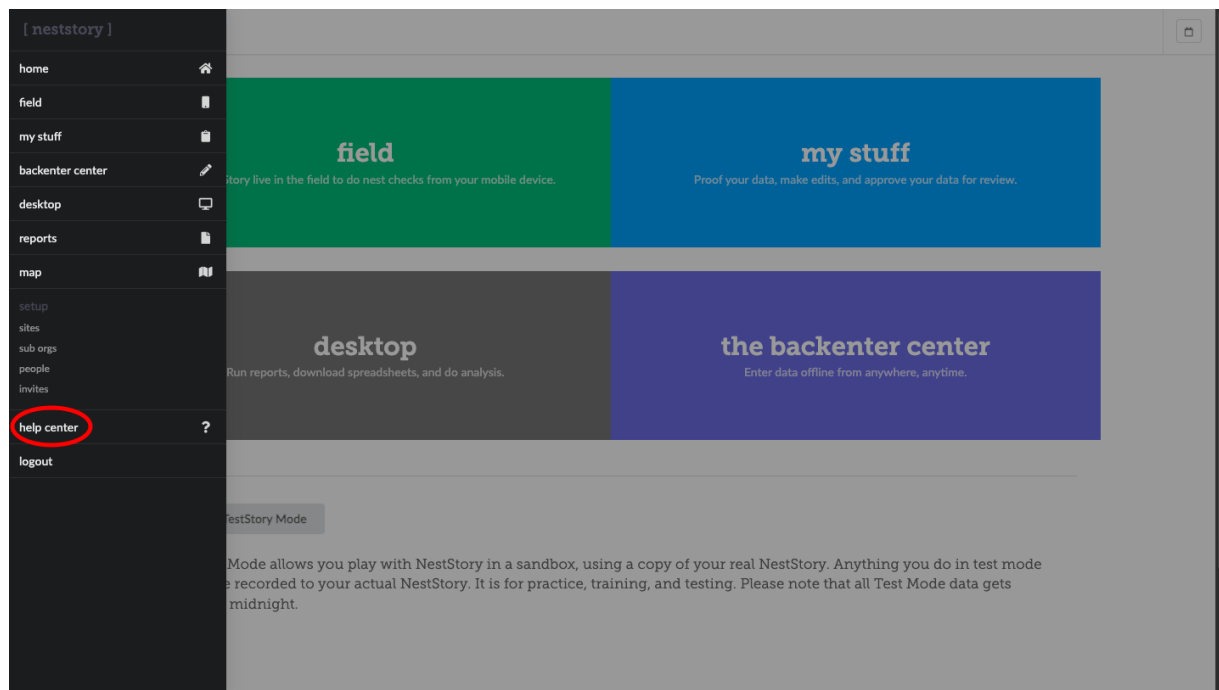 [ neststory ]
home
field
my stuff
backenter center
desktop
reports
map
setup
sites
sub orgs
people
invites
help center
?
logout
field
Story live in the field to do nest checks from your mobile device.
my stuff
Proof your data, make edits, and approve your data for review.
desktop
Run reports, download spreadsheets, and do analysis.
the backenter center
Enter data offline from anywhere, anytime.
TestStory Mode
Mode allows you play with NestStory in a sandbox, using a copy of your real NestStory. Anything you do in test mode
recorded to your actual NestStory. It is for practice, training, and testing. Please note that all Test Mode data gets
midnight.